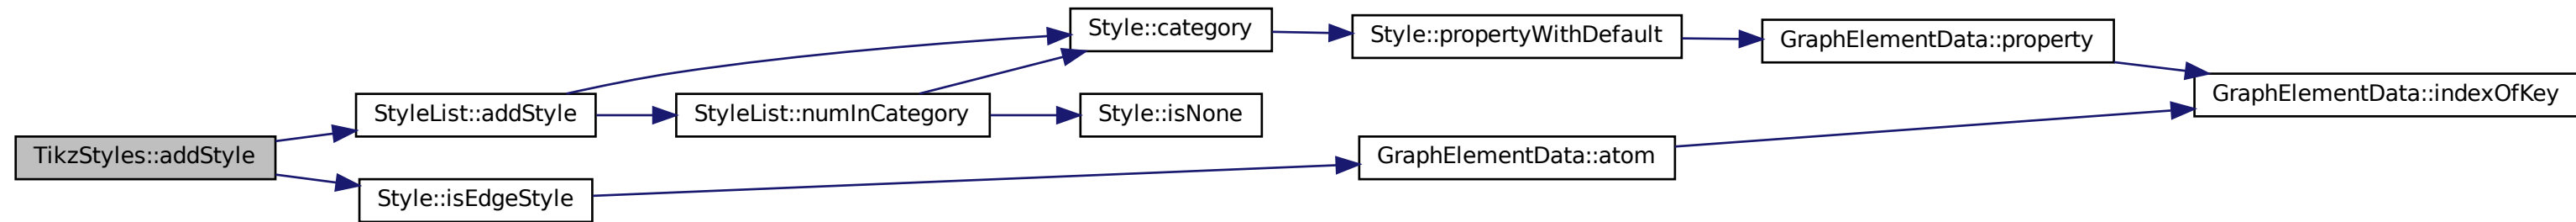 TikzStyles::addStyle
StyleList::addStyle
Style::isEdgeStyle
StyleList::numInCategory
Style::category
Style::isNone
Style::propertyWithDefault
GraphElementData::atom
GraphElementData::property
GraphElementData::indexOfKey